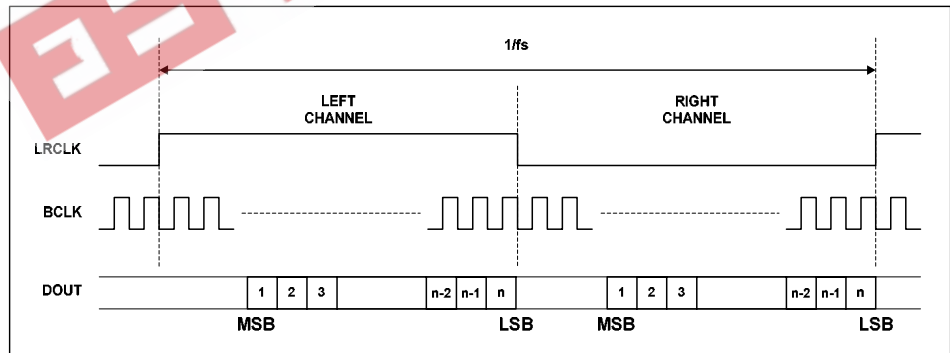 1/fs
LEFT
CHANNEL
RIGHT
CHANNEL
LRCLK
BCLK
DOUT
1 2 3 n-2 n-1 n 1 2 3 n-2 n-1 n
MSB LSB MSB LSB